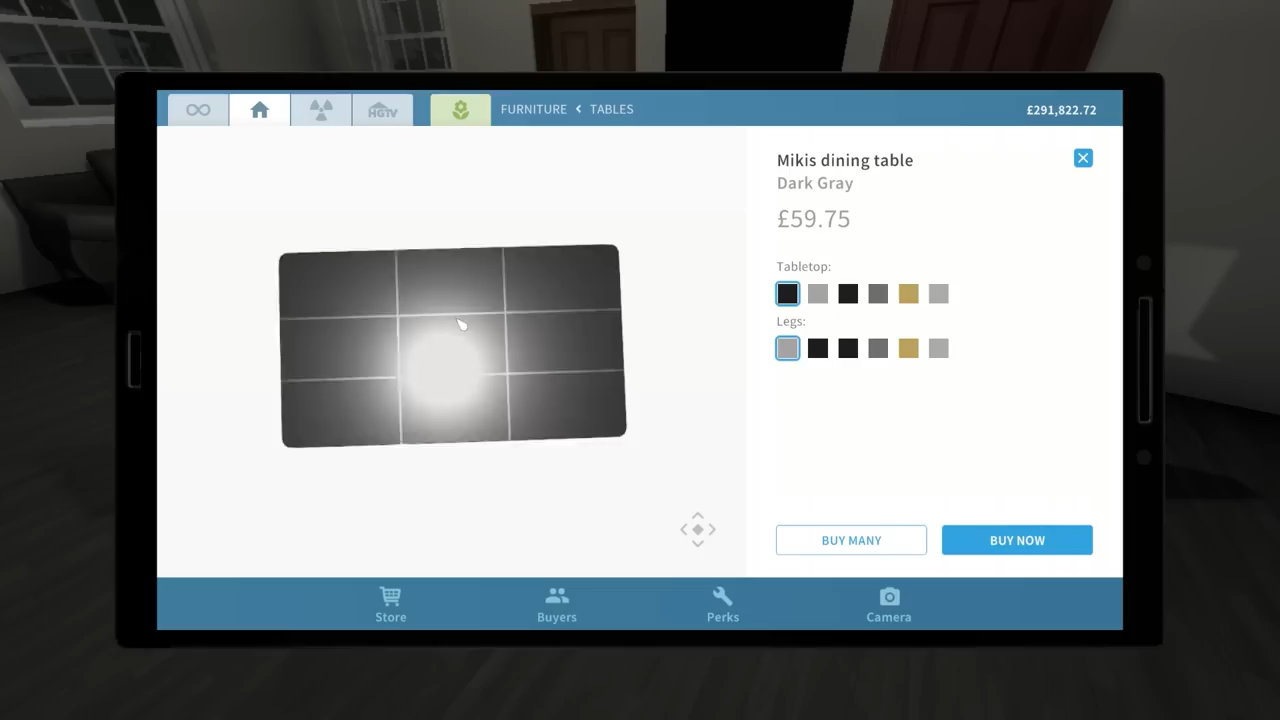 HGTV
FURNITURE < TABLES
£291,822.72
Mikis dining table
Dark Gray
£59.75
Tabletop:
Legs:
BUY MANY
BUY NOW
Store
Buyers
Perks
Camera